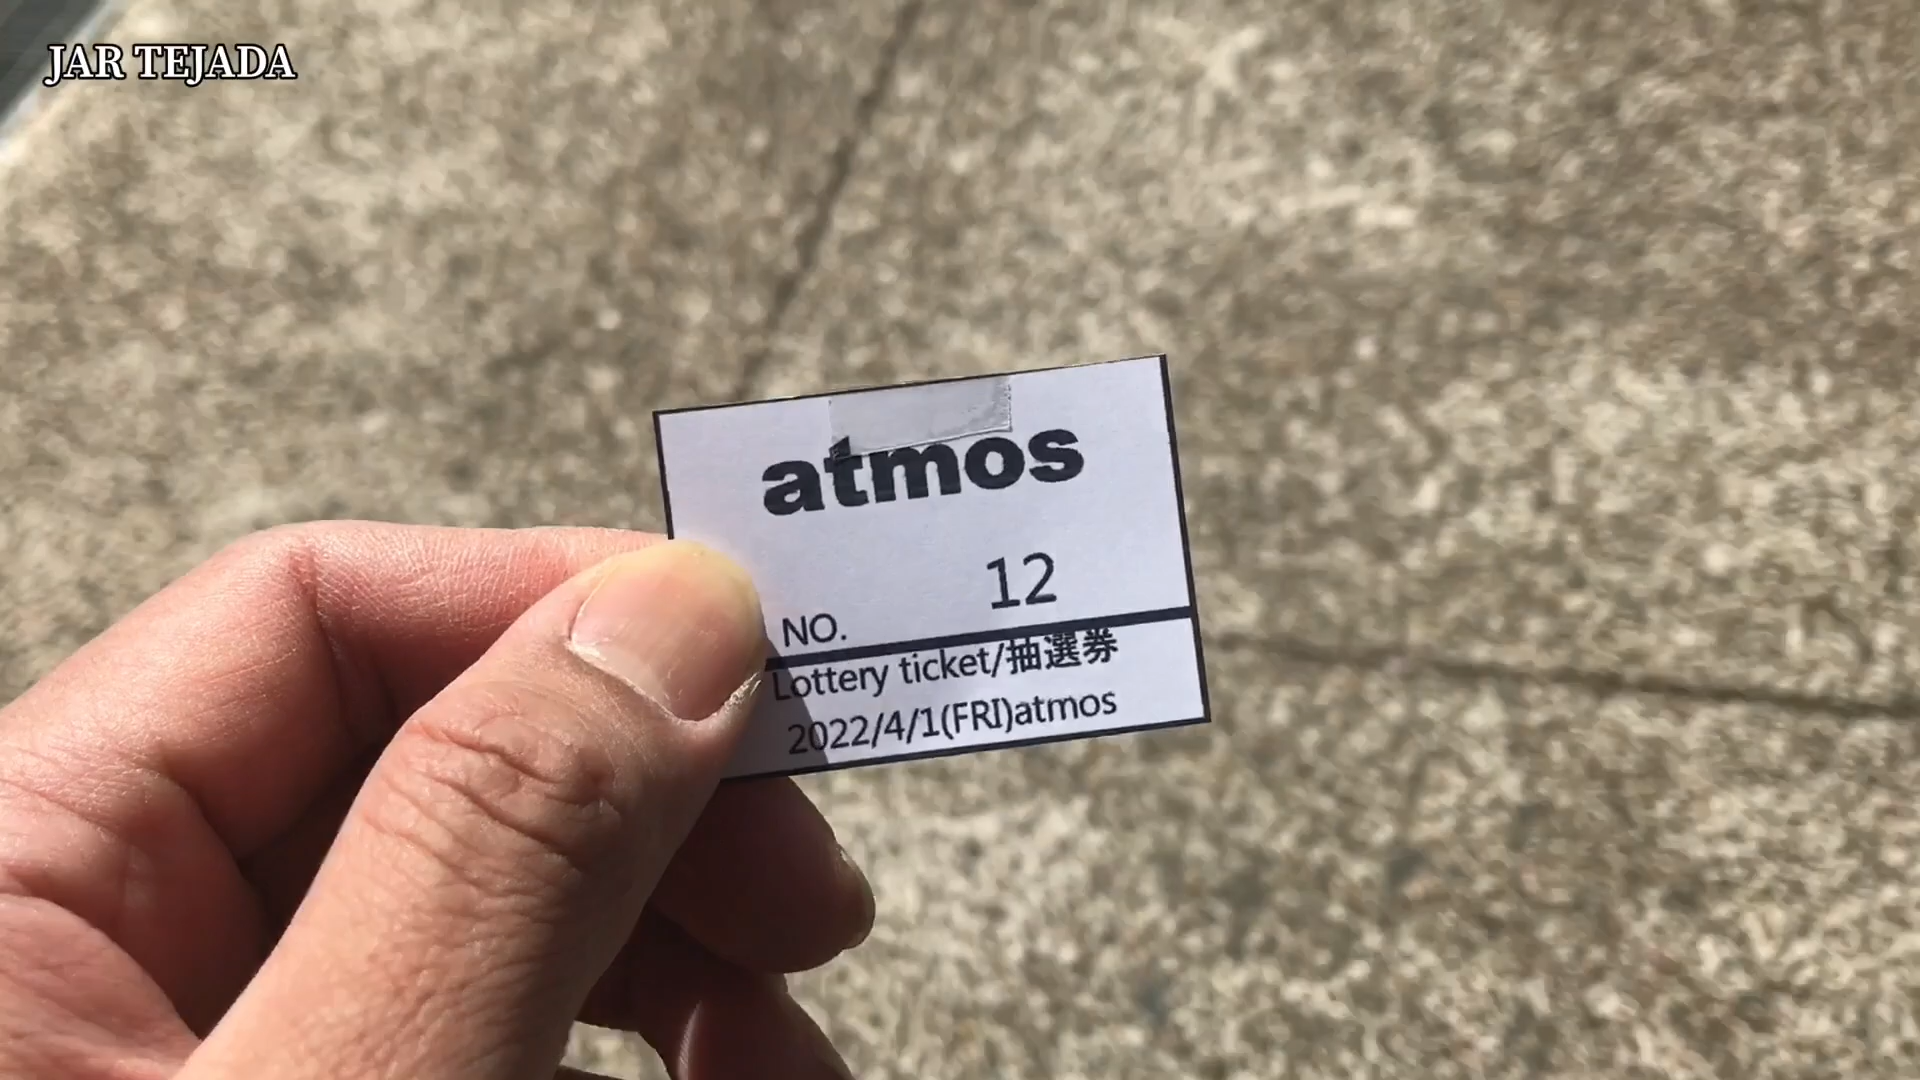 JAR TEJADA
atmos
NO. 12
Lottery ticket/抽選券
2022/4/1(FRI)atmos